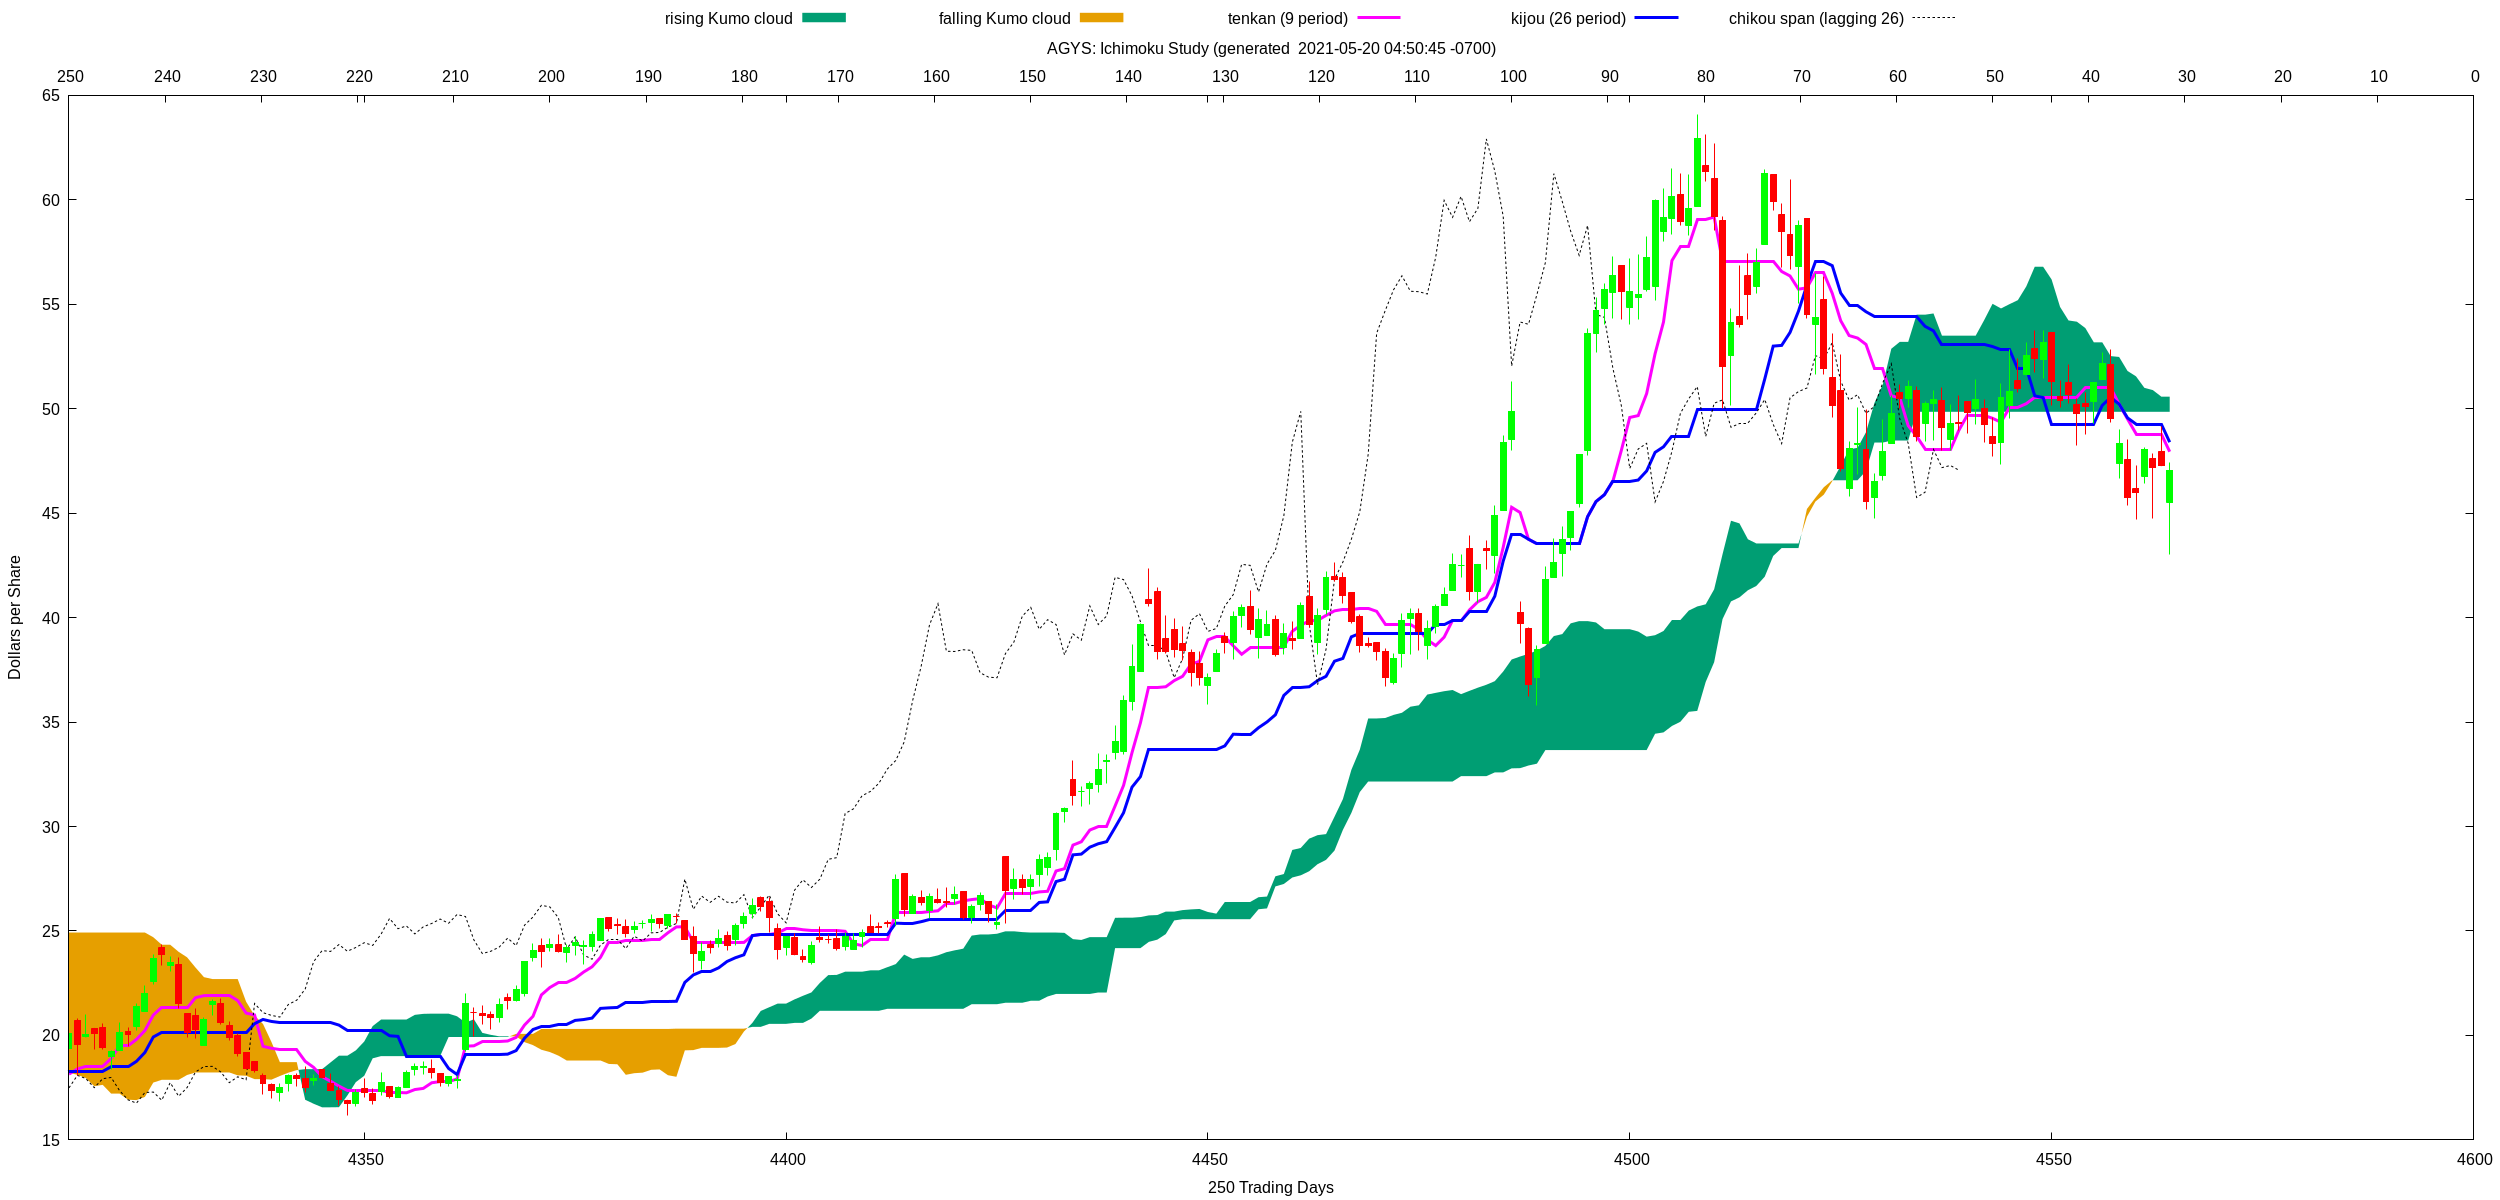 rising Kumo cloud falling Kumo cloud tenkan (9 period) kijou (26 period) chikou span (lagging 26)
AGYS: Ichimoku Study (generated  2021-05-20 04:50:45 -0700)
250 240 230 220 210 200 190 180 170 160 150 140 130 120 110 100 90 80 70 60 50 40 30 20 10 0
65
60
55
50
45
40
35
30
25
20
15
Dollars per Share
4350 4400 4450 4500 4550 4600
250 Trading Days